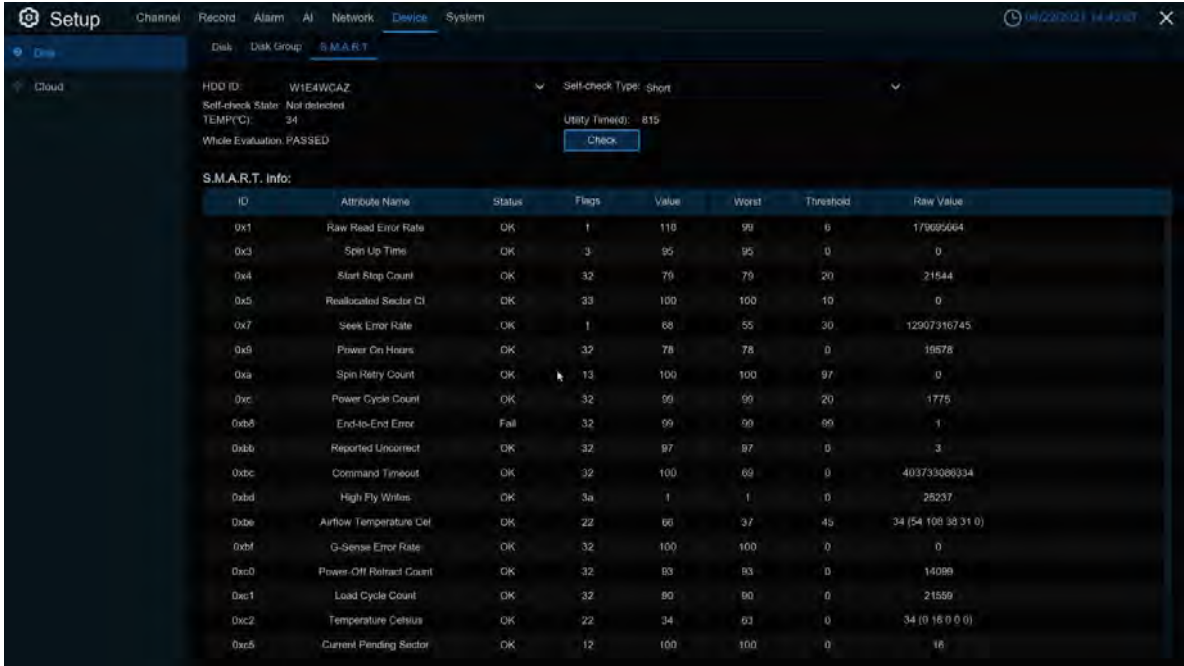 Setup Channel Record Alarm AI Network Device System 14:42:07
Disk
Cloud
Disk Disk Group S.M.A.R.T
HDD ID: W1E4WCAZ Self-check Type: Short
Self-check State: Not detected
TEMP(°C): 34 Utility Time(d): 815
Whole Evaluation: PASSED Check
S.M.A.R.T. Info:
ID Attribute Name Status Flags Value Worst Threshold Raw Value
0x1 Raw Read Error Rate OK 99 6
0x3 Spin Up Time OK 3 95 95 0 0
0x4 Start Stop Count OK 32 79 79 20 21544
0x5 Reallocated Sector Ct OK 33 100 100 10 0
0x7 Seek Error Rate OK 68 55 30 12907316745
0x9 Power On Hours OK 32 78 78 0 19578
0xa Spin Retry Count OK 13 100 100 97 0
0xc Power Cycle Count OK 32 99 99 20 1775
0xb8 End-to-End Error Fail 32 99 99 99 1
0xbb Reported Uncorrect OK 32 97 97 0 3
0xbc Command Timeout OK 32 100 69 0
0xbd High Fly Writes OK 3a 1 1 0 25237
0xbe Airflow Temperature Cel OK 22 66 37 45 34 (54 108 38 31 0)
0xbf G-Sense Error Rate OK 32 100 100 0 0
0xc0 Power-Off Retract Count OK 32 93 93 0 14099
0xc1 Load Cycle Count OK 32 90 90 0 21559
0xc2 Temperature Celsius OK 22 34 63 0 34 (0 16 0 0 0)
0xc5 Current Pending Sector OK 12 100 100 0 16